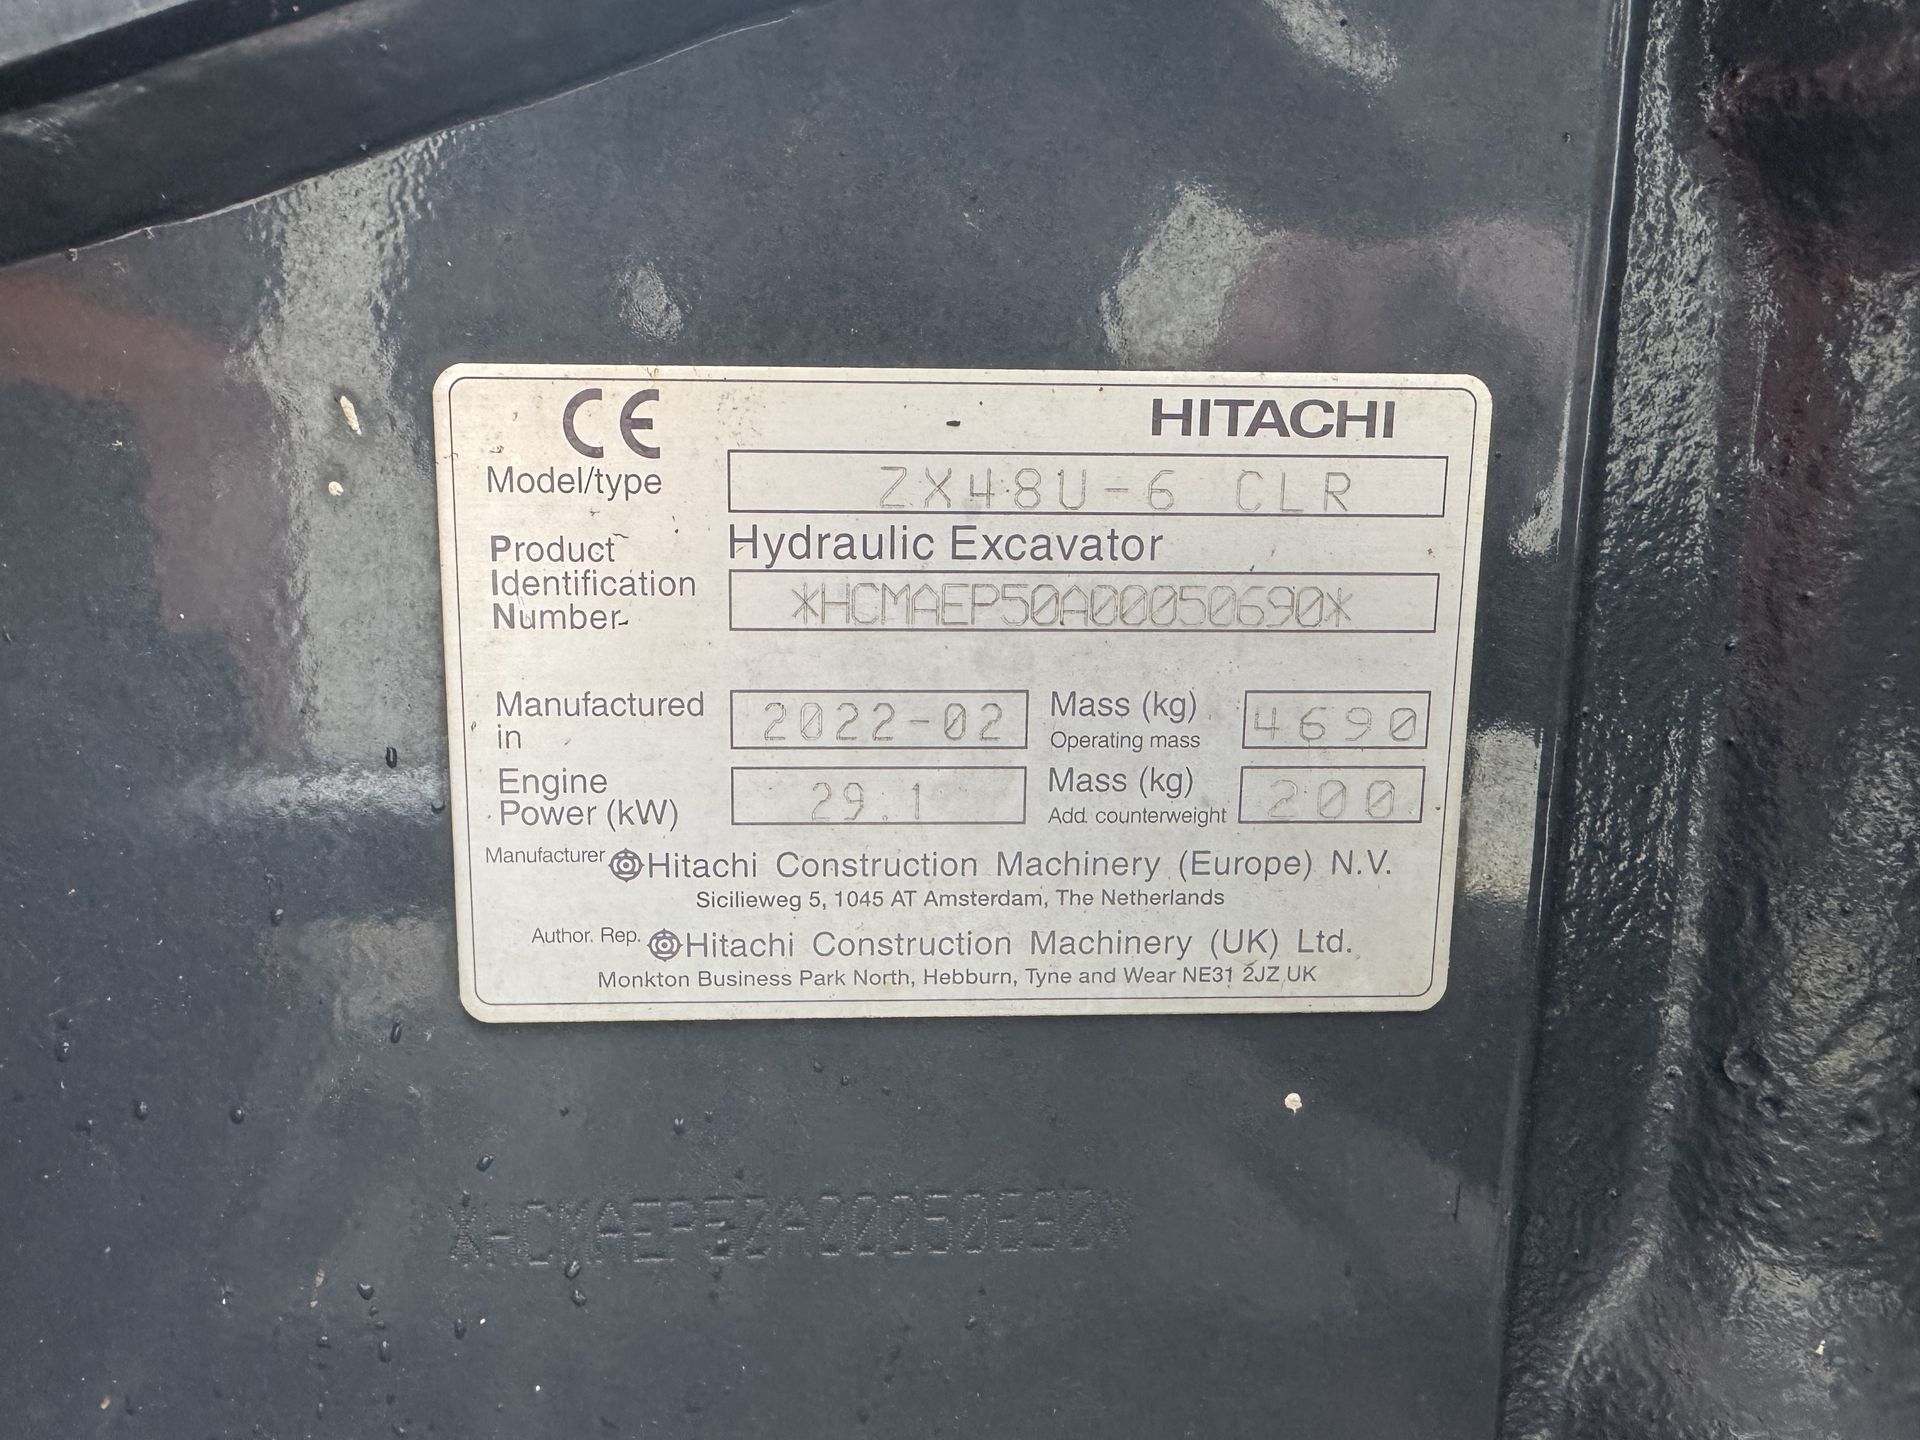 CE HITACHI
Model/type ZX48U-6 CLR
Hydraulic Excavator
Product
Identification
Number *HCMAEP50A00050690*
Manufactured
in 2022-02 Mass (kg) 4690
Operating mass
Engine
Power (kW) 29.1 Mass (kg) 200
Add. counterweight
Manufacturer Hitachi Construction Machinery (Europe) N.V.
Sicilieweg 5, 1045 AT Amsterdam, The Netherlands
Author. Rep. Hitachi Construction Machinery (UK) Ltd.
Monkton Business Park North, Hebburn, Tyne and Wear NE31 2JZ UK
*HCMAEP50A00050690*